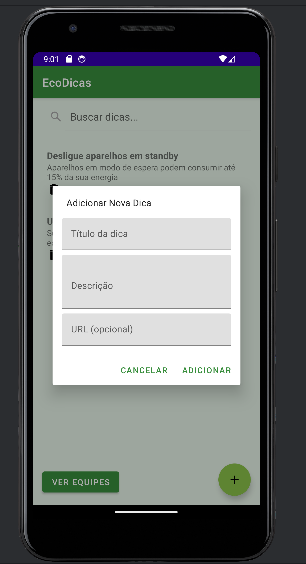 9:01
EcoDicas
Buscar dicas...
Desligue aparelhos em standby
Aparelhos em modo de espera podem consumir até
15% da sua energia
Adicionar Nova Dica
Título da dica
Descrição
URL (opcional)
CANCELAR ADICIONAR
VER EQUIPES
+